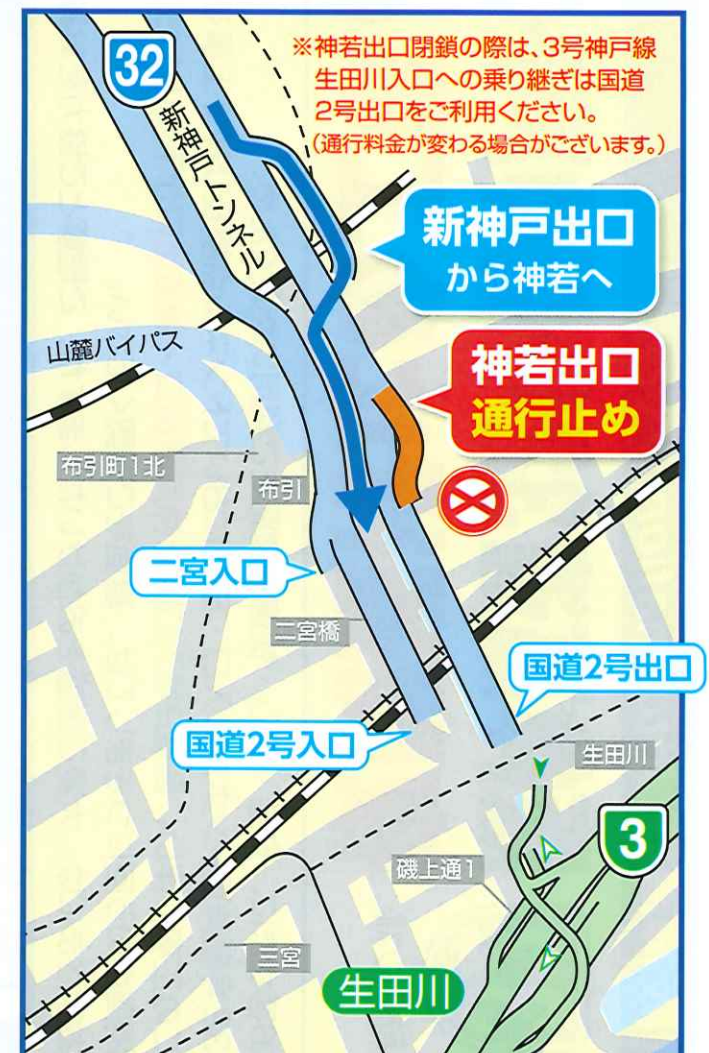 32
※神若出口閉鎖の際は、3号神戸線
生田川入口への乗り継ぎは国道
2号出口をご利用ください。
(通行料金が変わる場合がございます。)
新神戸トンネル
新神戸出口
から神若へ
山麓バイパス
神若出口
通行止め
布引町1北
布引
二宮入口
二宮橋
国道2号出口
国道2号入口
生田川
3
磯上通1
三宮
生田川